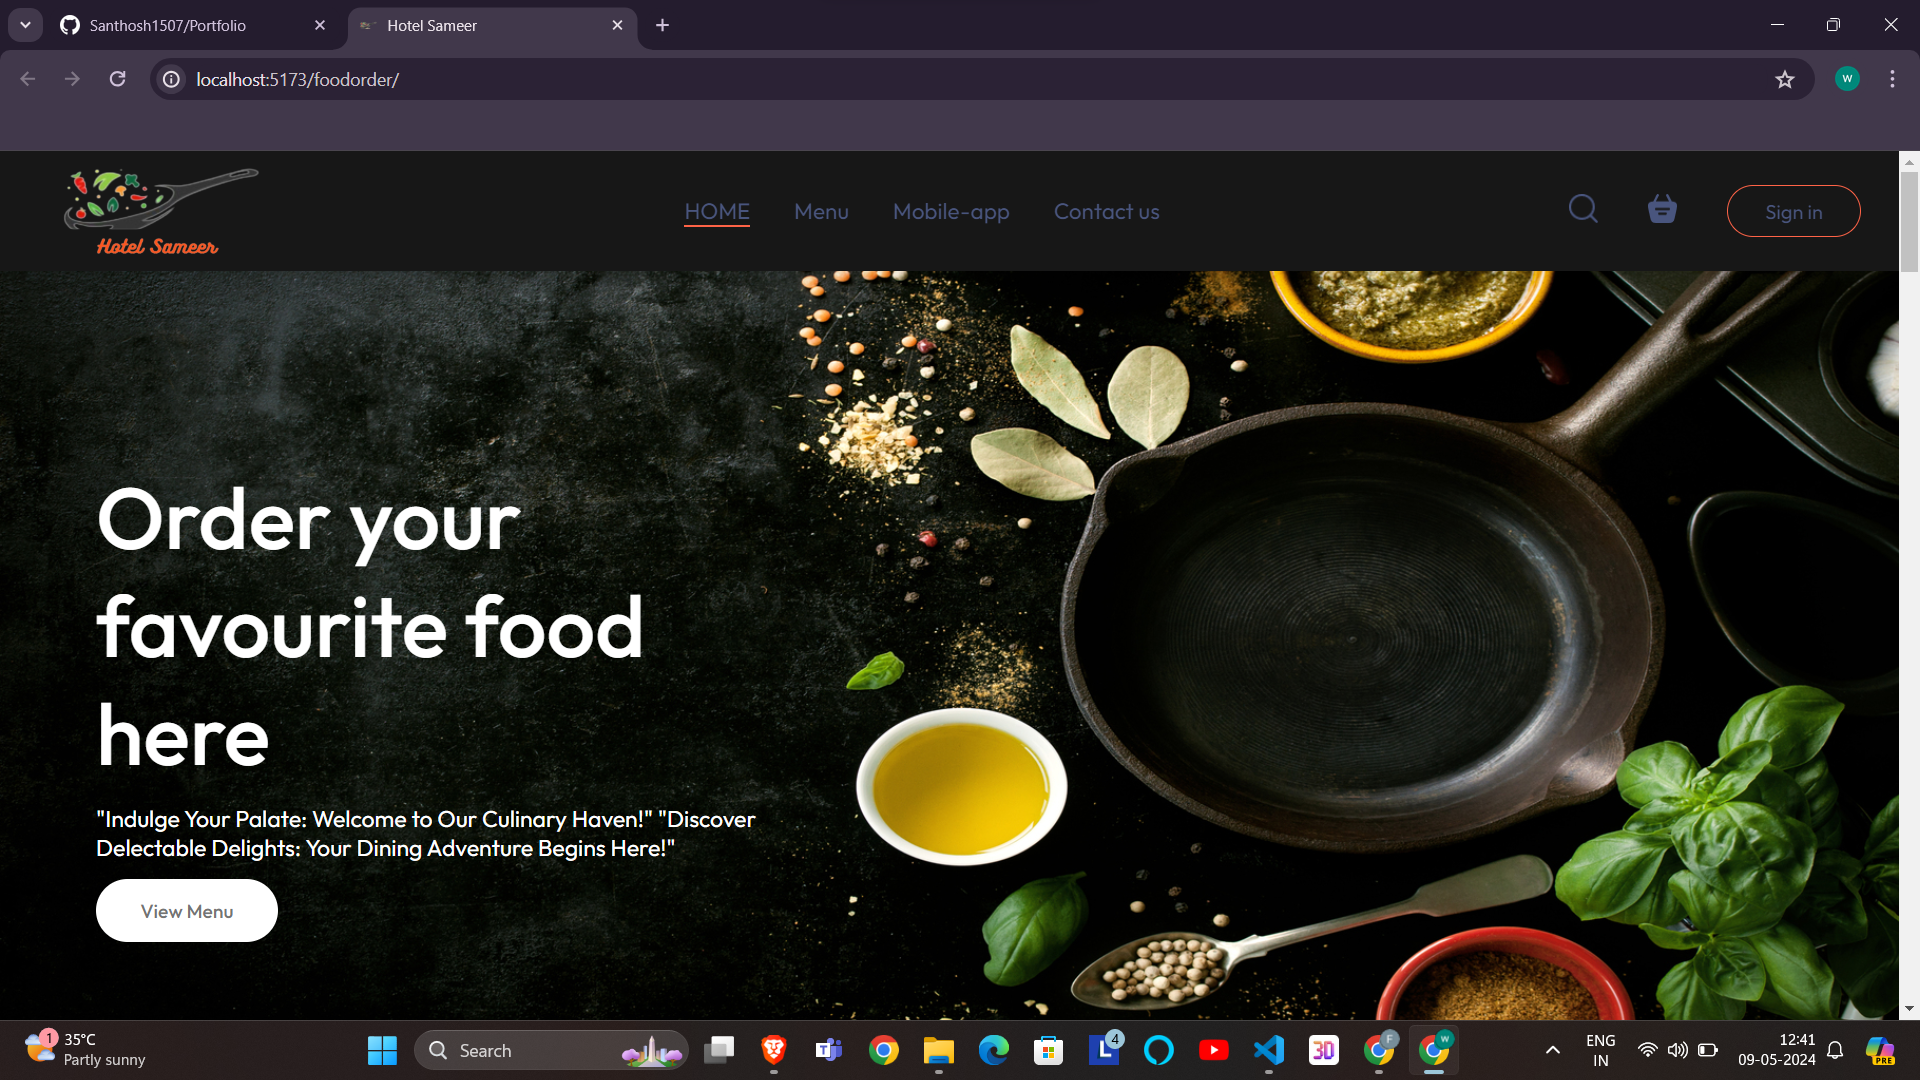 Santhosh1507/Portfolio
Hotel Sameer
localhost:5173/foodorder/
W
Hotel Sameer
HOME
Menu
Mobile-app
Contact us
Sign in
Order your
favourite food
here
"Indulge Your Palate: Welcome to Our Culinary Haven!" "Discover
Delectable Delights: Your Dining Adventure Begins Here!"
View Menu
1
35°C
Partly sunny
Search
T
L
4
3D
F
W
ENG
IN
12:41
09-05-2024
PRE